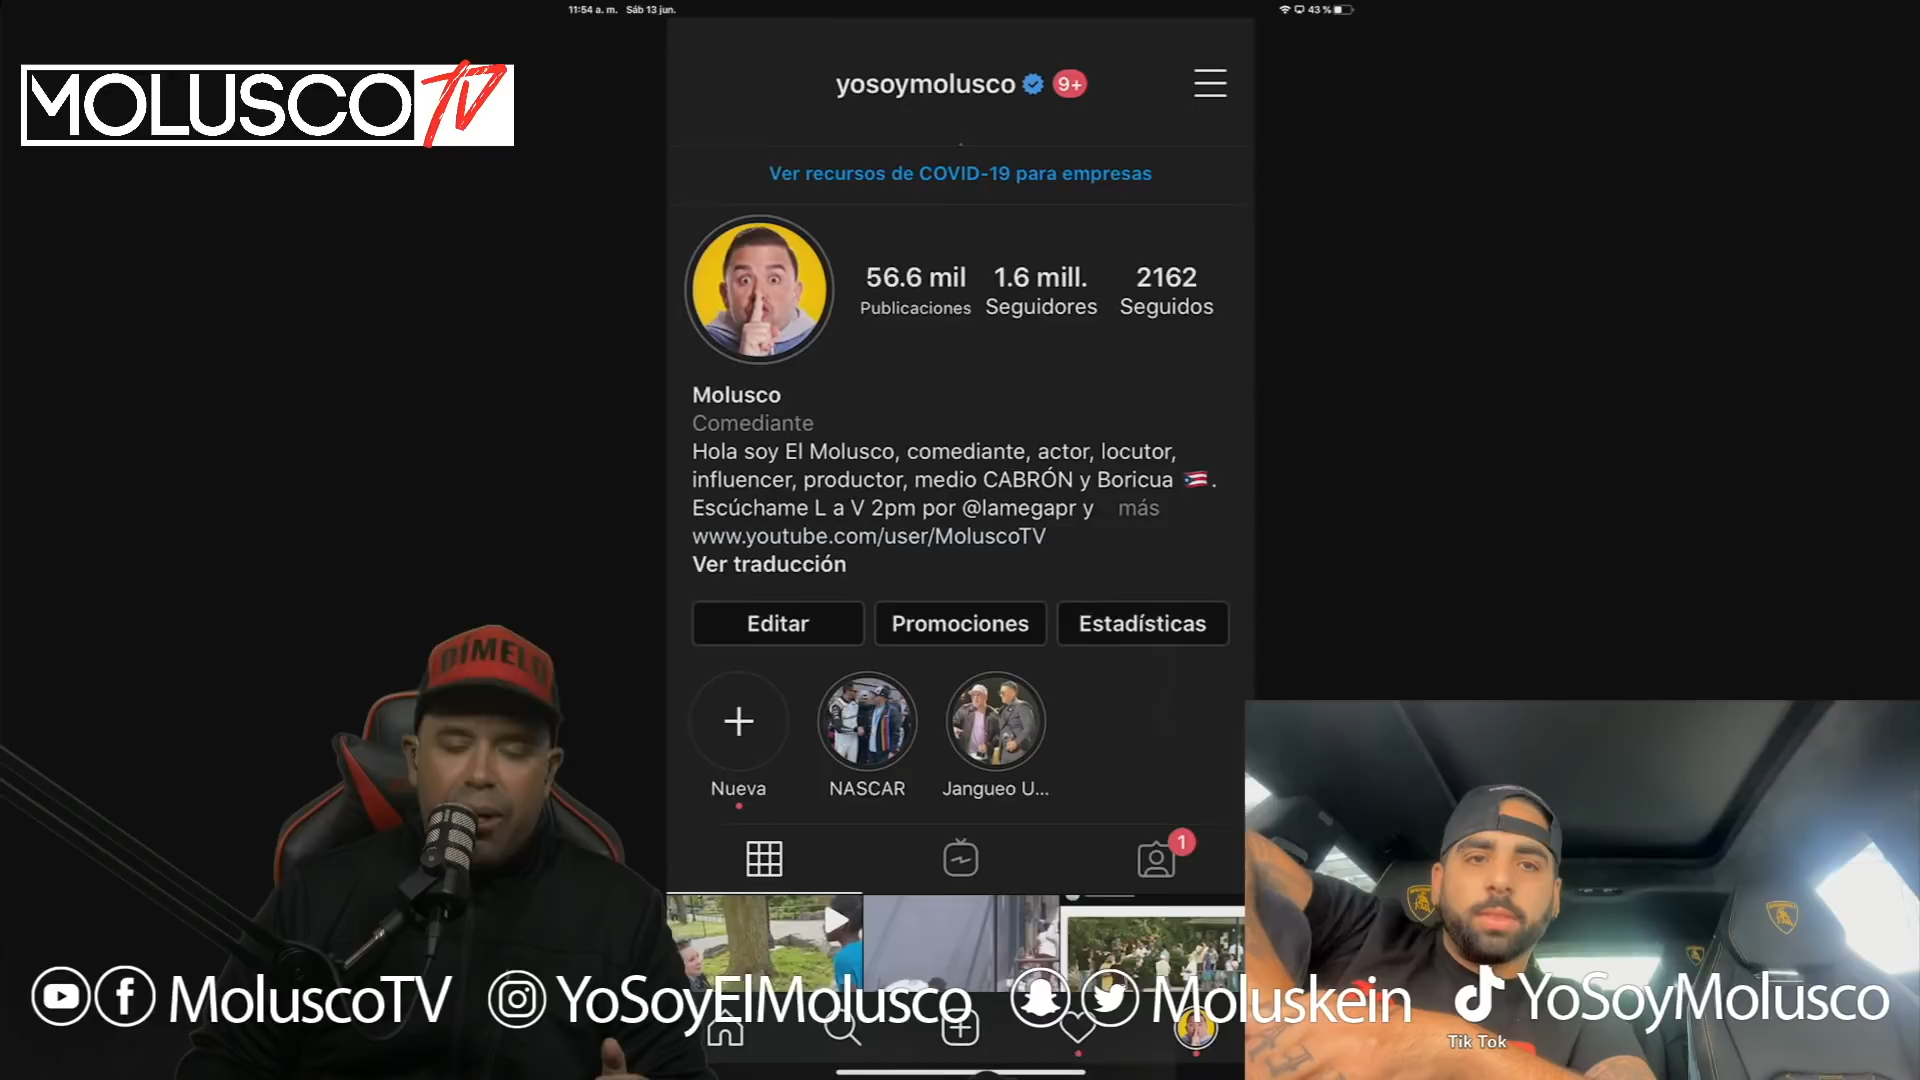 11:54 a. m. Sáb 13 jun.
43 %
MOLUSCO TV
yosoymolusco 9+
Ver recursos de COVID-19 para empresas
56.6 mil 1.6 mill. 2162
Publicaciones Seguidores Seguidos
Molusco
Comediante
Hola soy El Molusco, comediante, actor, locutor,
influencer, productor, medio CABRÓN y Boricua 🇵🇷.
Escúchame L a V 2pm por @lamegapr y más
www.youtube.com/user/MoluscoTV
Ver traducción
Editar Promociones Estadísticas
DÍMELO
Nueva NASCAR Jangueo U...
1
MoluscoTV YoSoyElMolusco Moluskein YoSoyMolusco
Tik Tok